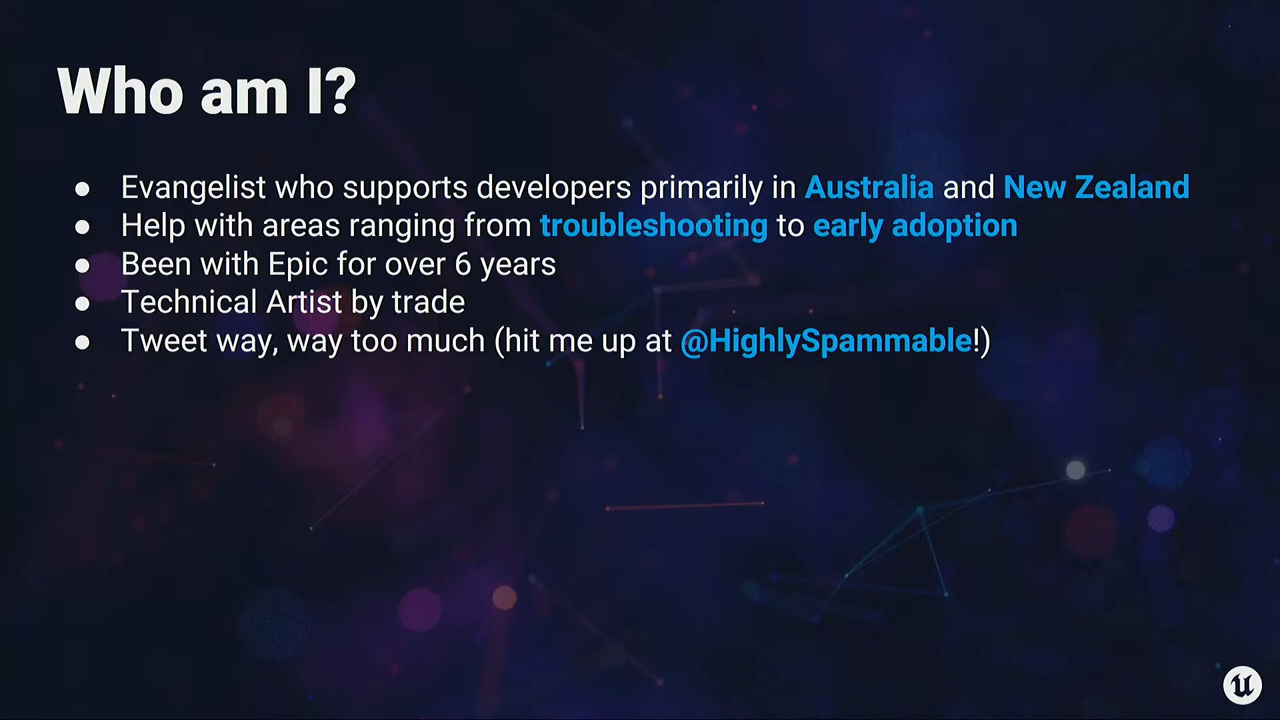 Who am I?
● Evangelist who supports developers primarily in Australia and New Zealand
● Help with areas ranging from troubleshooting to early adoption
● Been with Epic for over 6 years
● Technical Artist by trade
● Tweet way, way too much (hit me up at @HighlySpammable!)